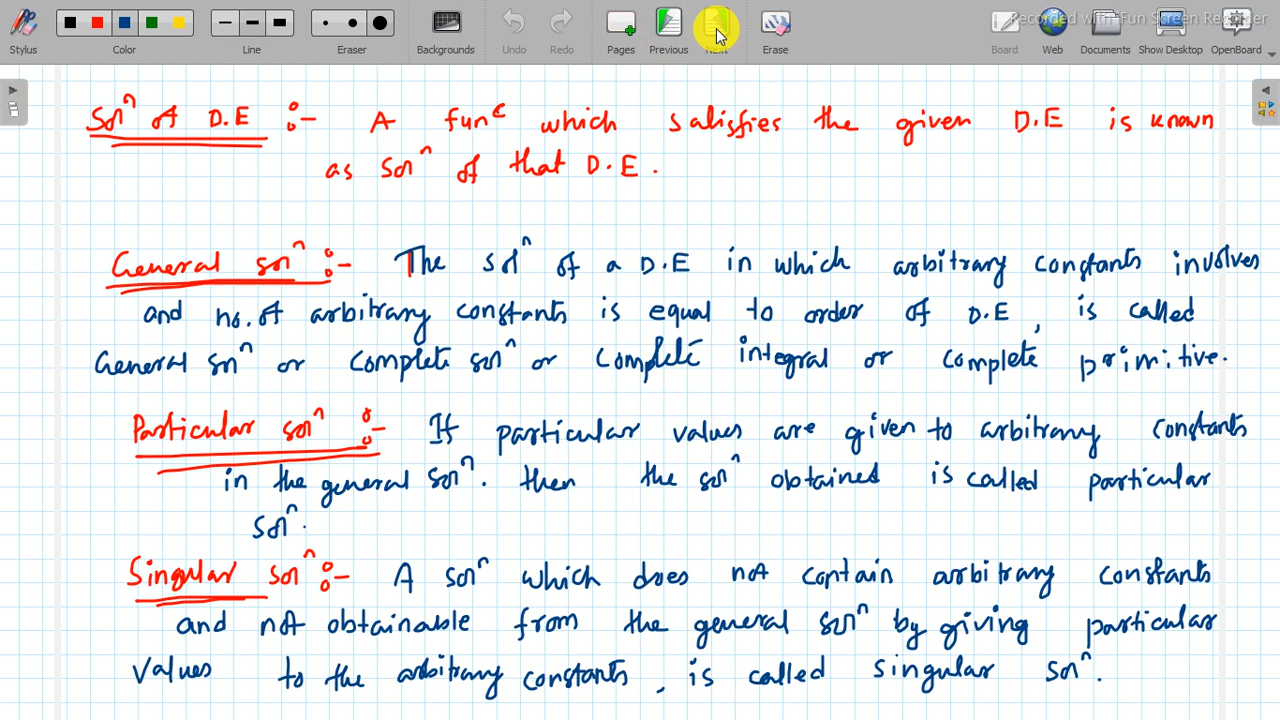 Recorded with Fun Screen Recorder
Stylus Color Line Eraser Backgrounds Undo Redo Pages Previous Next Erase Board Web Documents Show Desktop OpenBoard
Solⁿ of D.E :- A funᶜ which satisfies the given D.E is known
as solⁿ of that D.E.
General solⁿ :- The solⁿ of a D.E in which arbitrary constants involves
and no. of arbitrary constants is equal to order of D.E, is called
General solⁿ or complete solⁿ or complete integral or complete primitive.
Particular solⁿ :- If particular values are given to arbitrary constants
in the general solⁿ. then the solⁿ obtained is called particular
solⁿ.
Singular solⁿ :- A solⁿ which does not contain arbitrary constants
and not obtainable from the general solⁿ by giving particular
values to the arbitrary constants, is called singular solⁿ.